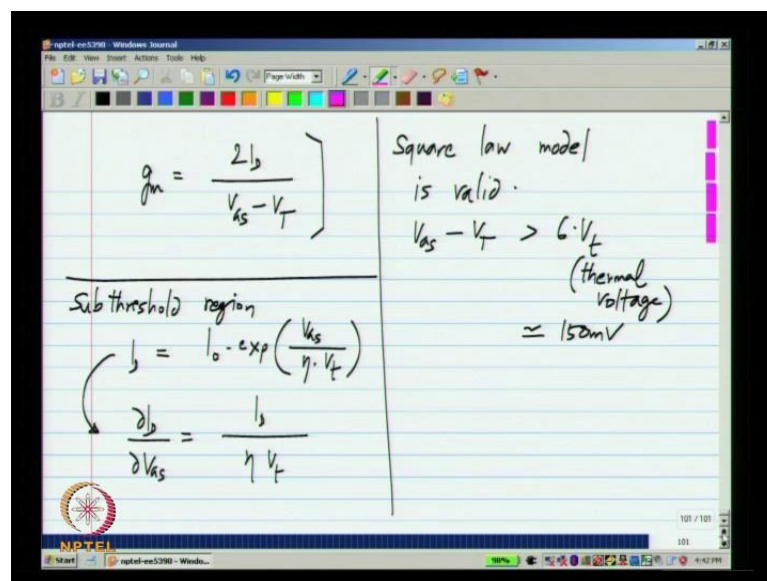 nptel-ee5390 - Windows Journal
File Edit View Insert Actions Tools Help
Page Width
B I
gm = 2ID / (VGS - VT)
Sub threshold region
ID = I0 · exp(VGS / (η · Vt))
∂ID / ∂VGS = ID / (η Vt)
Square law model
is valid.
VGS - VT > 6·Vt
(thermal
voltage)
≃ 150mV
101 / 101
101
NPTEL
Start
nptel-ee5390 - Windo...
98%
4:42 PM